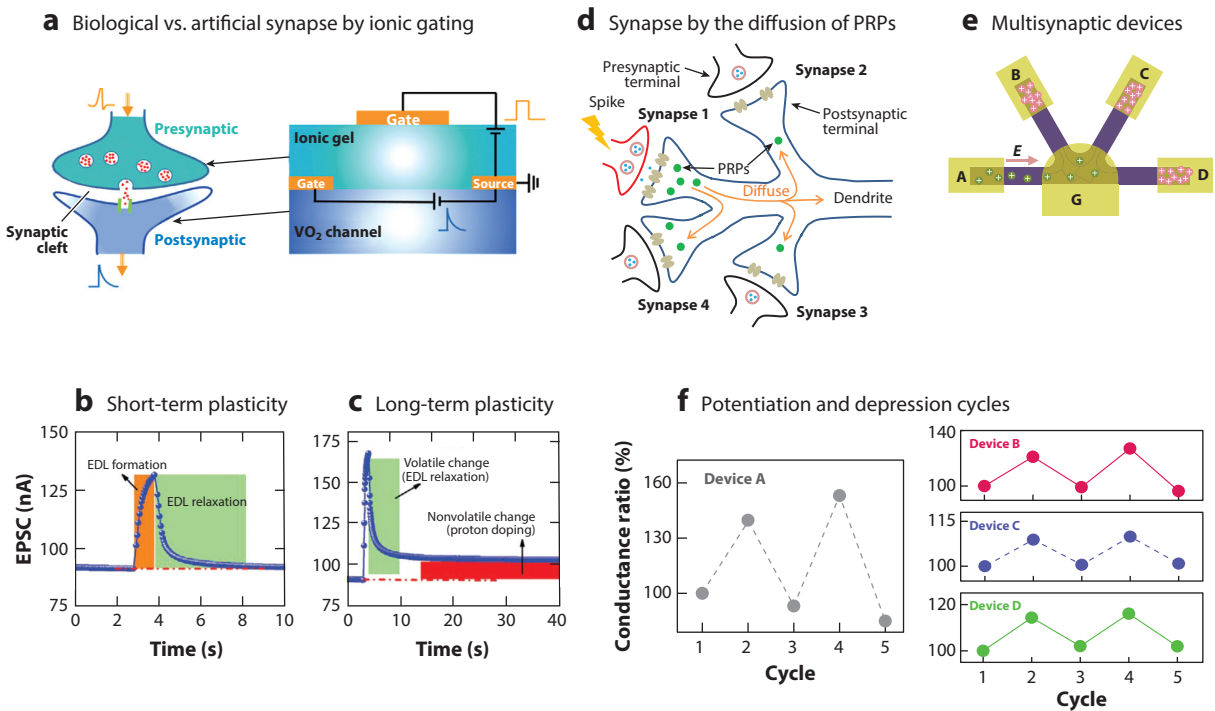 a Biological vs. artificial synapse by ionic gating
Presynaptic
Synaptic
cleft
Postsynaptic
Gate
Ionic gel
Gate
Source
VO₂ channel
d Synapse by the diffusion of PRPs
Presynaptic
terminal
Synapse 2
Spike
Synapse 1
Postsynaptic
terminal
PRPs
Diffuse
Dendrite
Synapse 4
Synapse 3
e Multisynaptic devices
B
C
E
A
D
G
b Short-term plasticity
150
125
100
75
EPSC (nA)
EDL formation
EDL relaxation
0 2 4 6 8 10
Time (s)
c Long-term plasticity
175
150
125
100
75
Volatile change
(EDL relaxation)
Nonvolatile change
(proton doping)
0 10 20 30 40
Time (s)
f Potentiation and depression cycles
Conductance ratio (%)
160
130
100
Device A
1 2 3 4 5
Cycle
140
Device B
100
115
Device C
100
120
Device D
100
1 2 3 4 5
Cycle